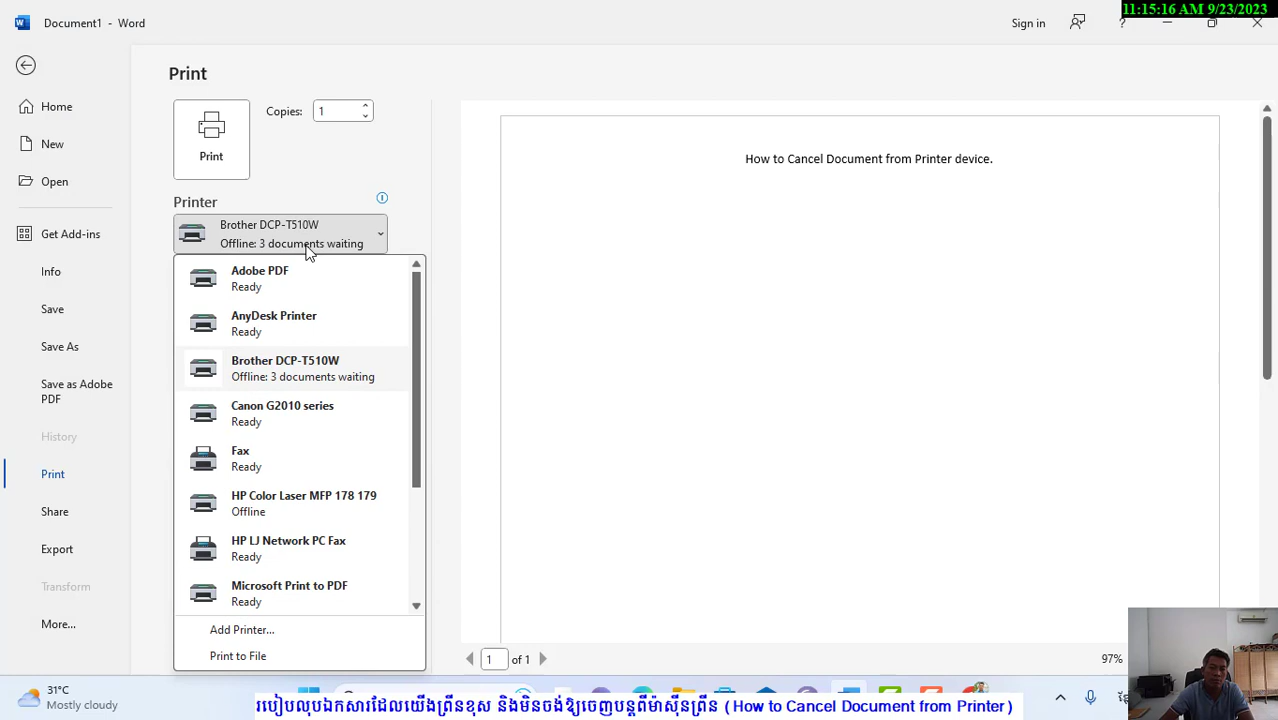 11:15:16 AM 9/23/2023
Document1 - Word
Sign in
?
Print
Home
New
Open
Get Add-ins
Info
Save
Save As
Save as Adobe
PDF
History
Print
Share
Export
Transform
More...
Print
Copies: 1
Printer
Brother DCP-T510W
Offline: 3 documents waiting
Adobe PDF
Ready
AnyDesk Printer
Ready
Brother DCP-T510W
Offline: 3 documents waiting
Canon G2010 series
Ready
Fax
Ready
HP Color Laser MFP 178 179
Offline
HP LJ Network PC Fax
Ready
Microsoft Print to PDF
Ready
Add Printer...
Print to File
How to Cancel Document from Printer device.
1 of 1
97%
31°C
Mostly cloudy
របៀបលុបឯកសារដែលយើងព្រីនខុស និងមិនចង់ឱ្យចេញបន្តពីម៉ាស៊ីនព្រីន (How to Cancel Document from Printer)